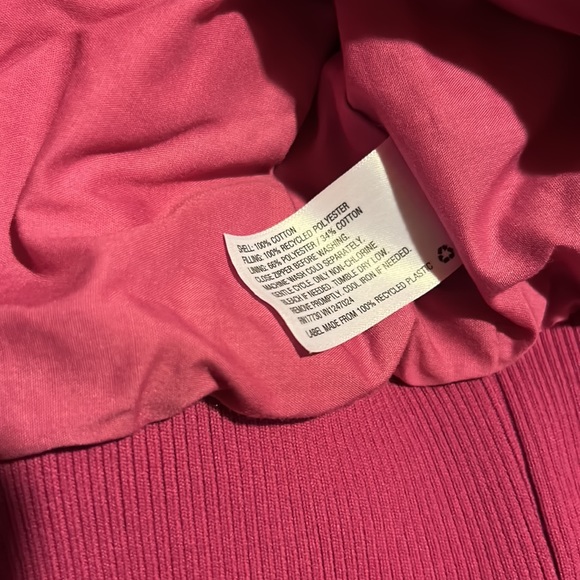 SHELL: 100% COTTON
FILLING: 100% RECYCLED POLYESTER
LINING: 66% POLYESTER / 34% COTTON
CLOSE ZIPPER BEFORE WASHING.
MACHINE WASH COLD SEPARATELY.
GENTLE CYCLE. ONLY NON-CHLORINE
BLEACH IF NEEDED. TUMBLE DRY LOW.
REMOVE PROMPTLY. COOL IRON IF NEEDED.
RN17730 VN1247024
LABEL MADE FROM 100% RECYCLED PLASTIC